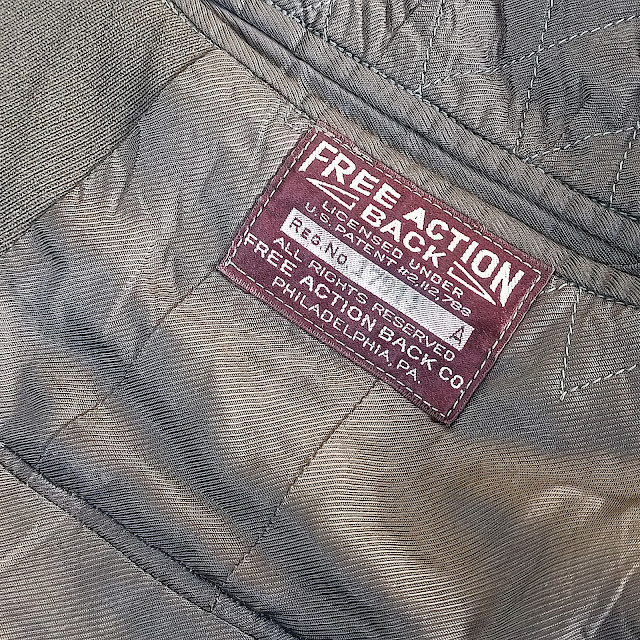 FREE ACTION
BACK
LICENSED UNDER
U.S. PATENT #2,112,788
REG. NO.
A
ALL RIGHTS RESERVED
FREE ACTION BACK CO.
PHILADELPHIA, PA.